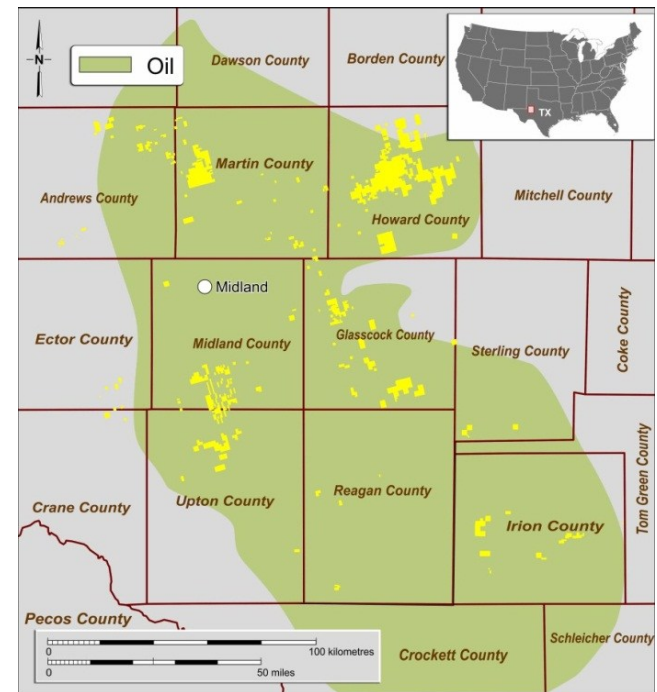 N
Oil
Dawson County
Borden County
TX
Martin County
Andrews County
Howard County
Mitchell County
Midland
Ector County
Midland County
Glasscock County
Sterling County
Coke County
Crane County
Upton County
Reagan County
Irion County
Tom Green County
Pecos County
Crockett County
Schleicher County
0
100 kilometres
0
50 miles